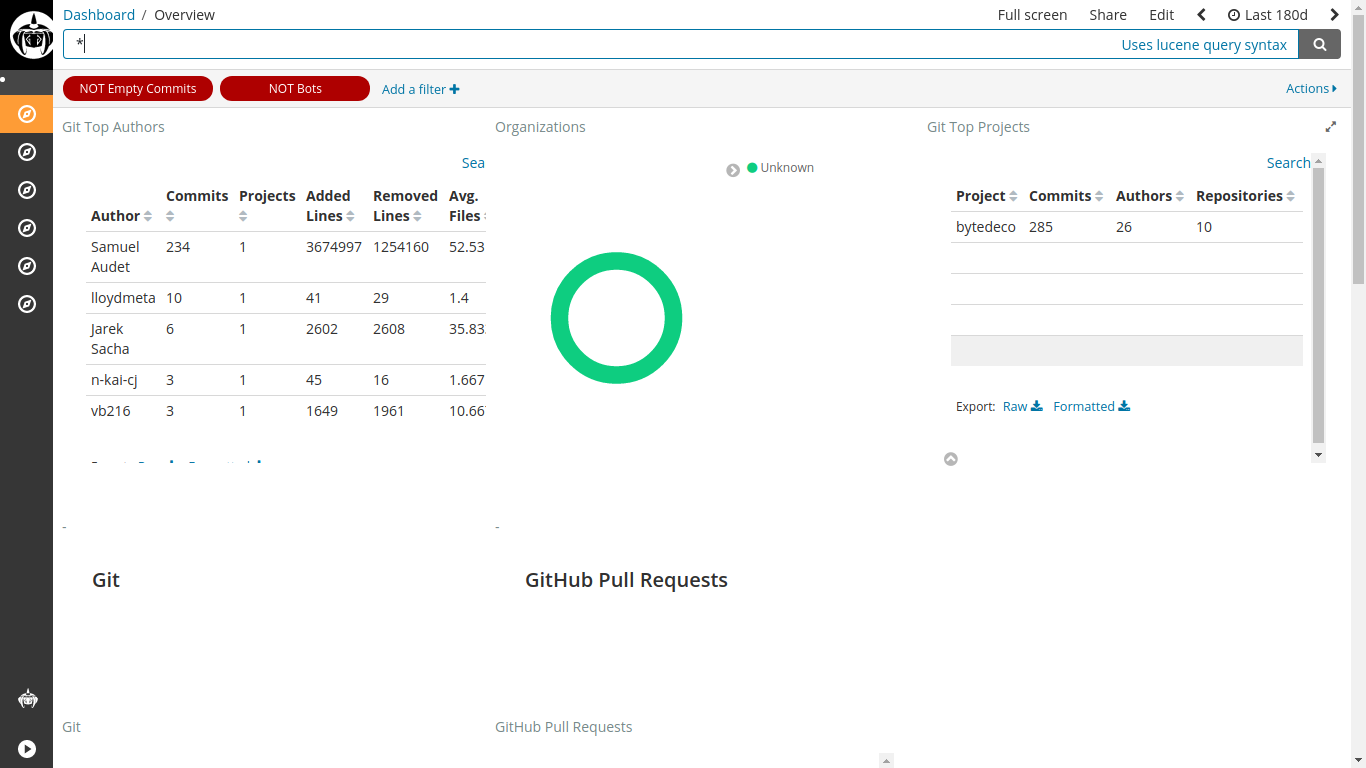 Dashboard / Overview
Full screen Share Edit Last 180d
*
Uses lucene query syntax
NOT Empty Commits NOT Bots Add a filter
Actions
Git Top Authors
Sea
Author Commits Projects Added Lines Removed Lines Avg. Files
Samuel Audet 234 1 3674997 1254160 52.53
lloydmeta 10 1 41 29 1.4
Jarek Sacha 6 1 2602 2608 35.83
n-kai-cj 3 1 45 16 1.667
vb216 3 1 1649 1961 10.66
Organizations
Unknown
Git Top Projects
Search
Project Commits Authors Repositories
bytedeco 285 26 10
Export: Raw Formatted
-
Git
-
GitHub Pull Requests
Git
GitHub Pull Requests